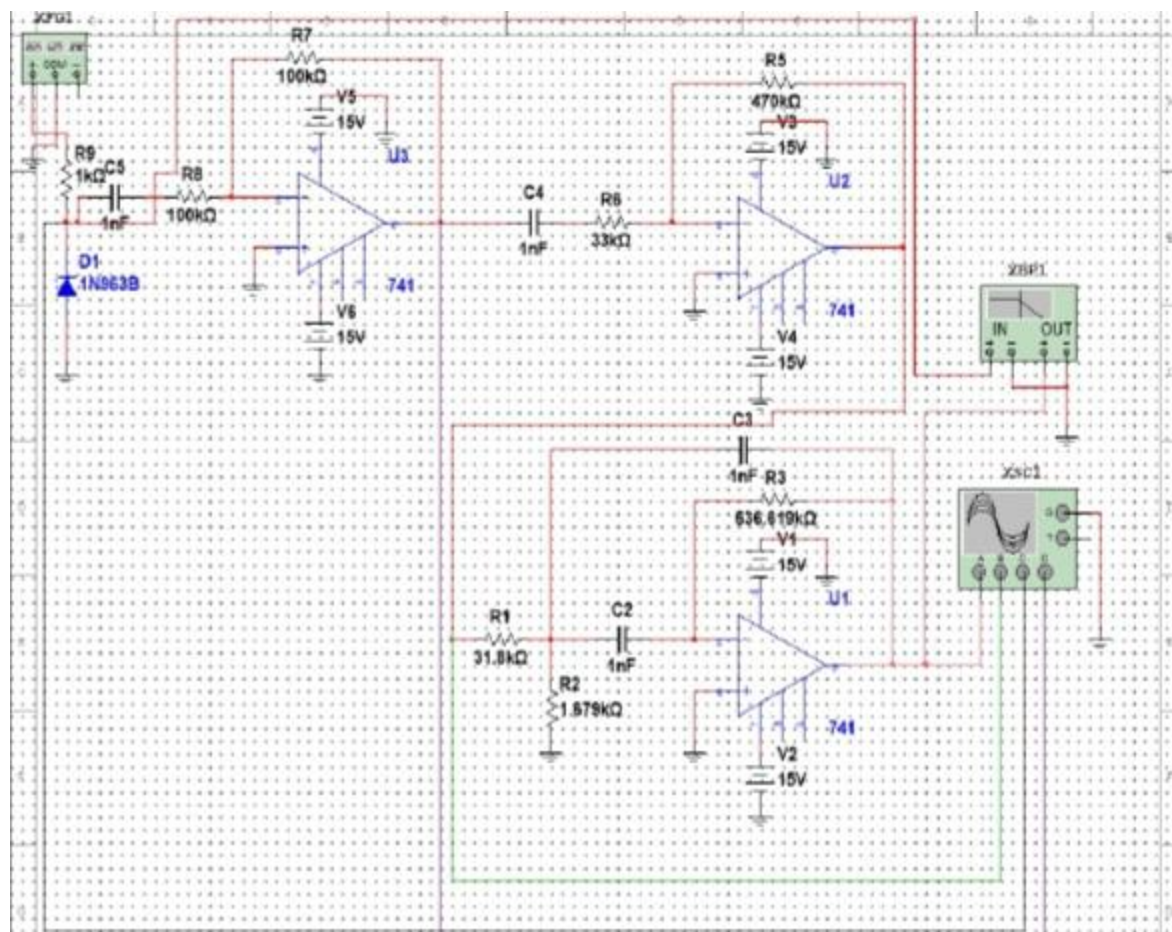 XFG1
COM
R7
100kΩ
V5
15V
U3
R9
1kΩ
C5
1nF
R8
100kΩ
D1
1N963B
741
V6
15V
C4
1nF
R6
33kΩ
R5
470kΩ
V3
15V
U2
741
V4
15V
XBP1
IN OUT
C3
1nF
R3
636.619kΩ
V1
15V
U1
R1
31.8kΩ
C2
1nF
R2
1.679kΩ
741
V2
15V
XSC1